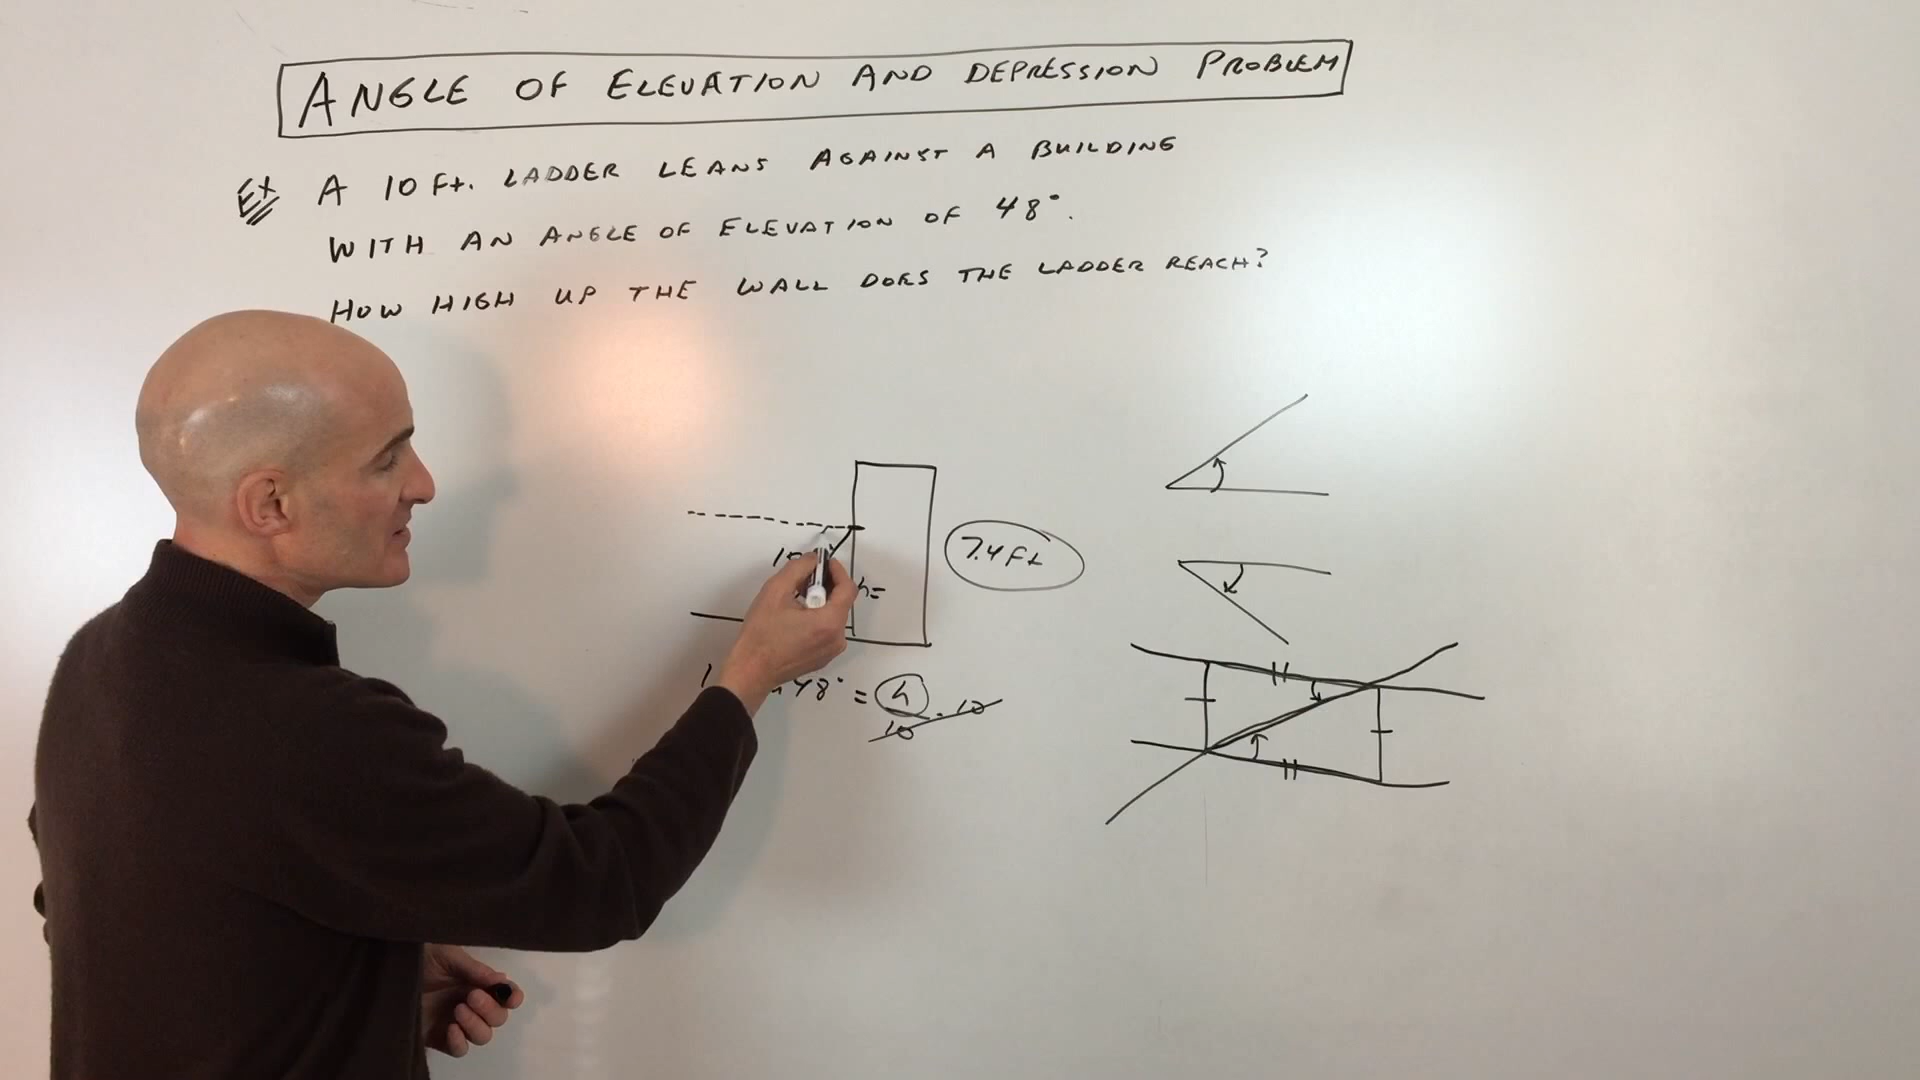 ANGLE OF ELEVATION AND DEPRESSION PROBLEM
Ex A 10 Ft. LADDER LEANS AGAINST A BUILDING
WITH AN ANGLE OF ELEVATION OF 48°.
HOW HIGH UP THE WALL DOES THE LADDER REACH?
10
h=
7.4 Ft
48° = h/10 · 10